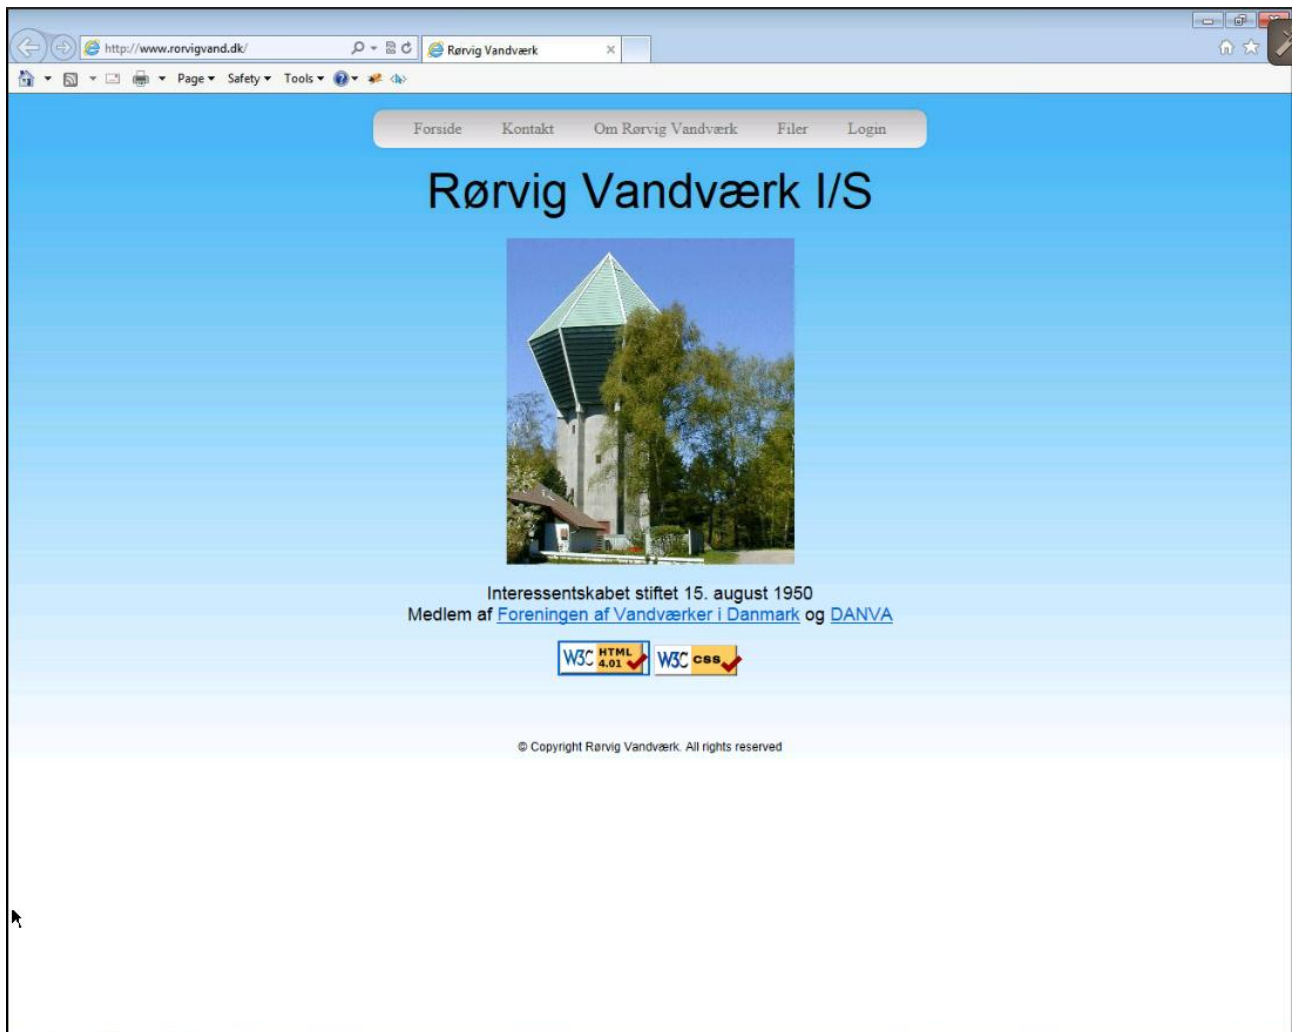 http://www.rorvigvand.dk/
Rørvig Vandværk
Page Safety Tools
Forside Kontakt Om Rørvig Vandværk Filer Login
Rørvig Vandværk I/S
Interessentskabet stiftet 15. august 1950
Medlem af Foreningen af Vandværker i Danmark og DANVA
W3C HTML 4.01 W3C css
© Copyright Rørvig Vandværk. All rights reserved